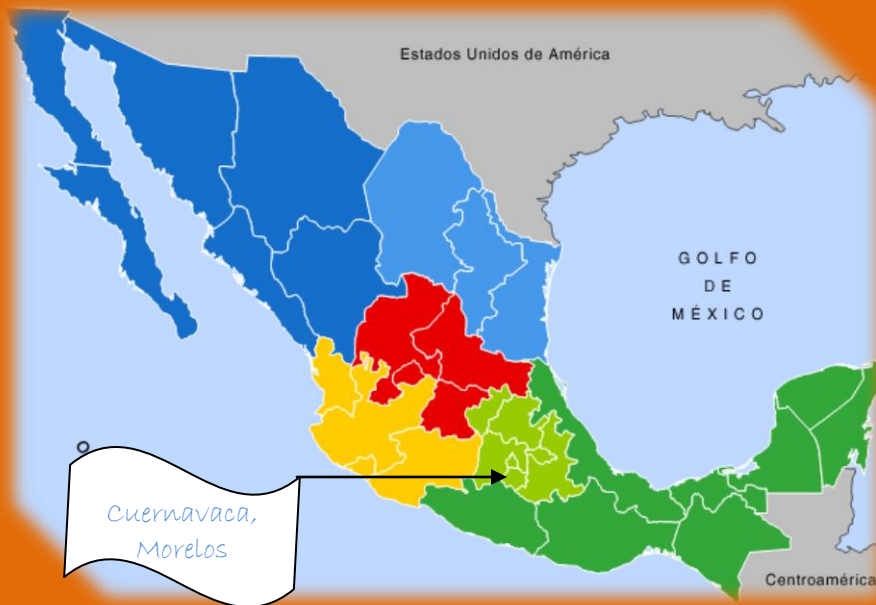 Estados Unidos de América
GOLFO
DE
MÉXICO
Cuernavaca,
Morelos
Centroamérica